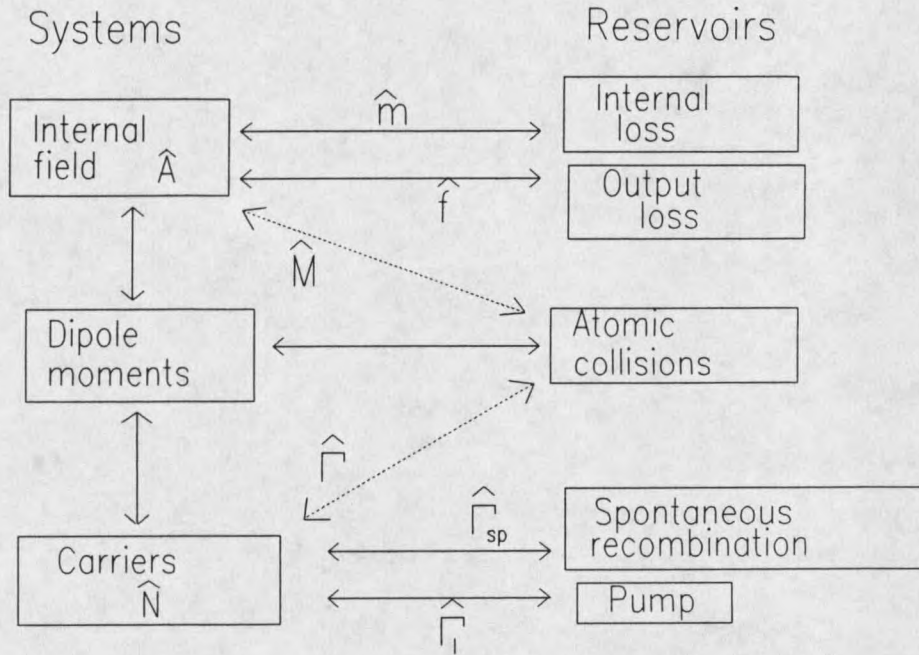 Systems
Reservoirs
Internal
field Â
m̂
Internal
loss
f̂
Output
loss
M̂
Dipole
moments
Atomic
collisions
Γ̂
Carriers
N̂
Γ̂sp
Spontaneous
recombination
Γ̂l
Pump